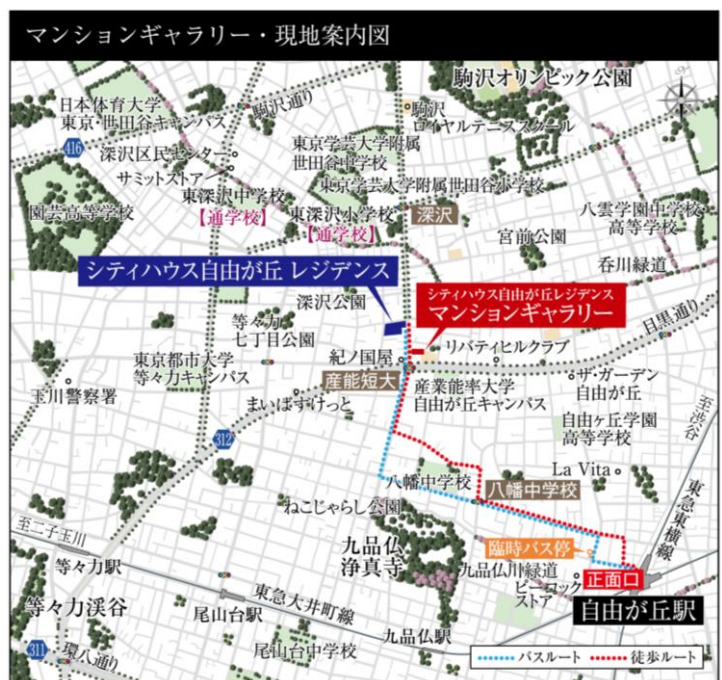 マンションギャラリー・現地案内図
駒沢オリンピック公園
日本体育大学
東京・世田谷キャンパス
駒沢通り
駒沢
ロイヤルテニススクール
416
深沢区民センター
サミットストアー
東京学芸大学附属
世田谷中学校
東京学芸大学附属世田谷小学校
園芸高等学校
東深沢中学校
【通学校】
東深沢小学校
【通学校】
深沢
八雲学園中学校
高等学校
宮前公園
呑川緑道
シティハウス自由が丘 レジデンス
シティハウス自由が丘レジデンス
マンションギャラリー
深沢公園
目黒通り
等々力
七丁目公園
紀ノ国屋
リバティヒルクラブ
東京都市大学
等々力キャンパス
産能短大
産業能率大学
自由が丘キャンパス
ザ・ガーデン
自由が丘
玉川警察署
まいばすけっと
至渋谷
自由ヶ丘学園
高等学校
312
La Vita
八幡中学校
八幡中学校
東急東横線
ねこじゃらし公園
至二子玉川
九品仏
浄真寺
臨時バス停
等々力駅
九品仏川緑道
ピーコック
ストア
正面口
等々力渓谷
東急大井町線
自由が丘駅
尾山台駅
九品仏駅
311
環八通り
尾山台中学校
バスルート
徒歩ルート